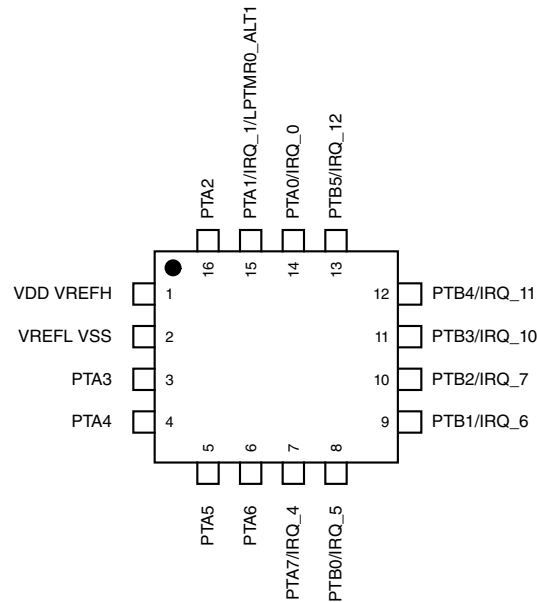 PTA2
PTA1/IRQ_1/LPTMR0_ALT1
PTA0/IRQ_0
PTB5/IRQ_12
16
15
14
13
VDD VREFH
1
12
PTB4/IRQ_11
VREFL VSS
2
11
PTB3/IRQ_10
PTA3
3
10
PTB2/IRQ_7
PTA4
4
9
PTB1/IRQ_6
5
6
7
8
PTA5
PTA6
PTA7/IRQ_4
PTB0/IRQ_5